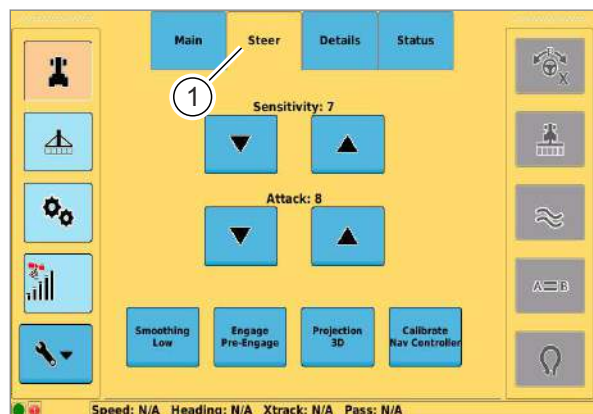 Main
Steer
Details
Status
1
X
Sensitivity: 7
Attack: 8
A=B
Smoothing
Low
Engage
Pre-Engage
Projection
3D
Calibrate
Nav Controller
Speed: N/A Heading: N/A Xtrack: N/A Pass: N/A